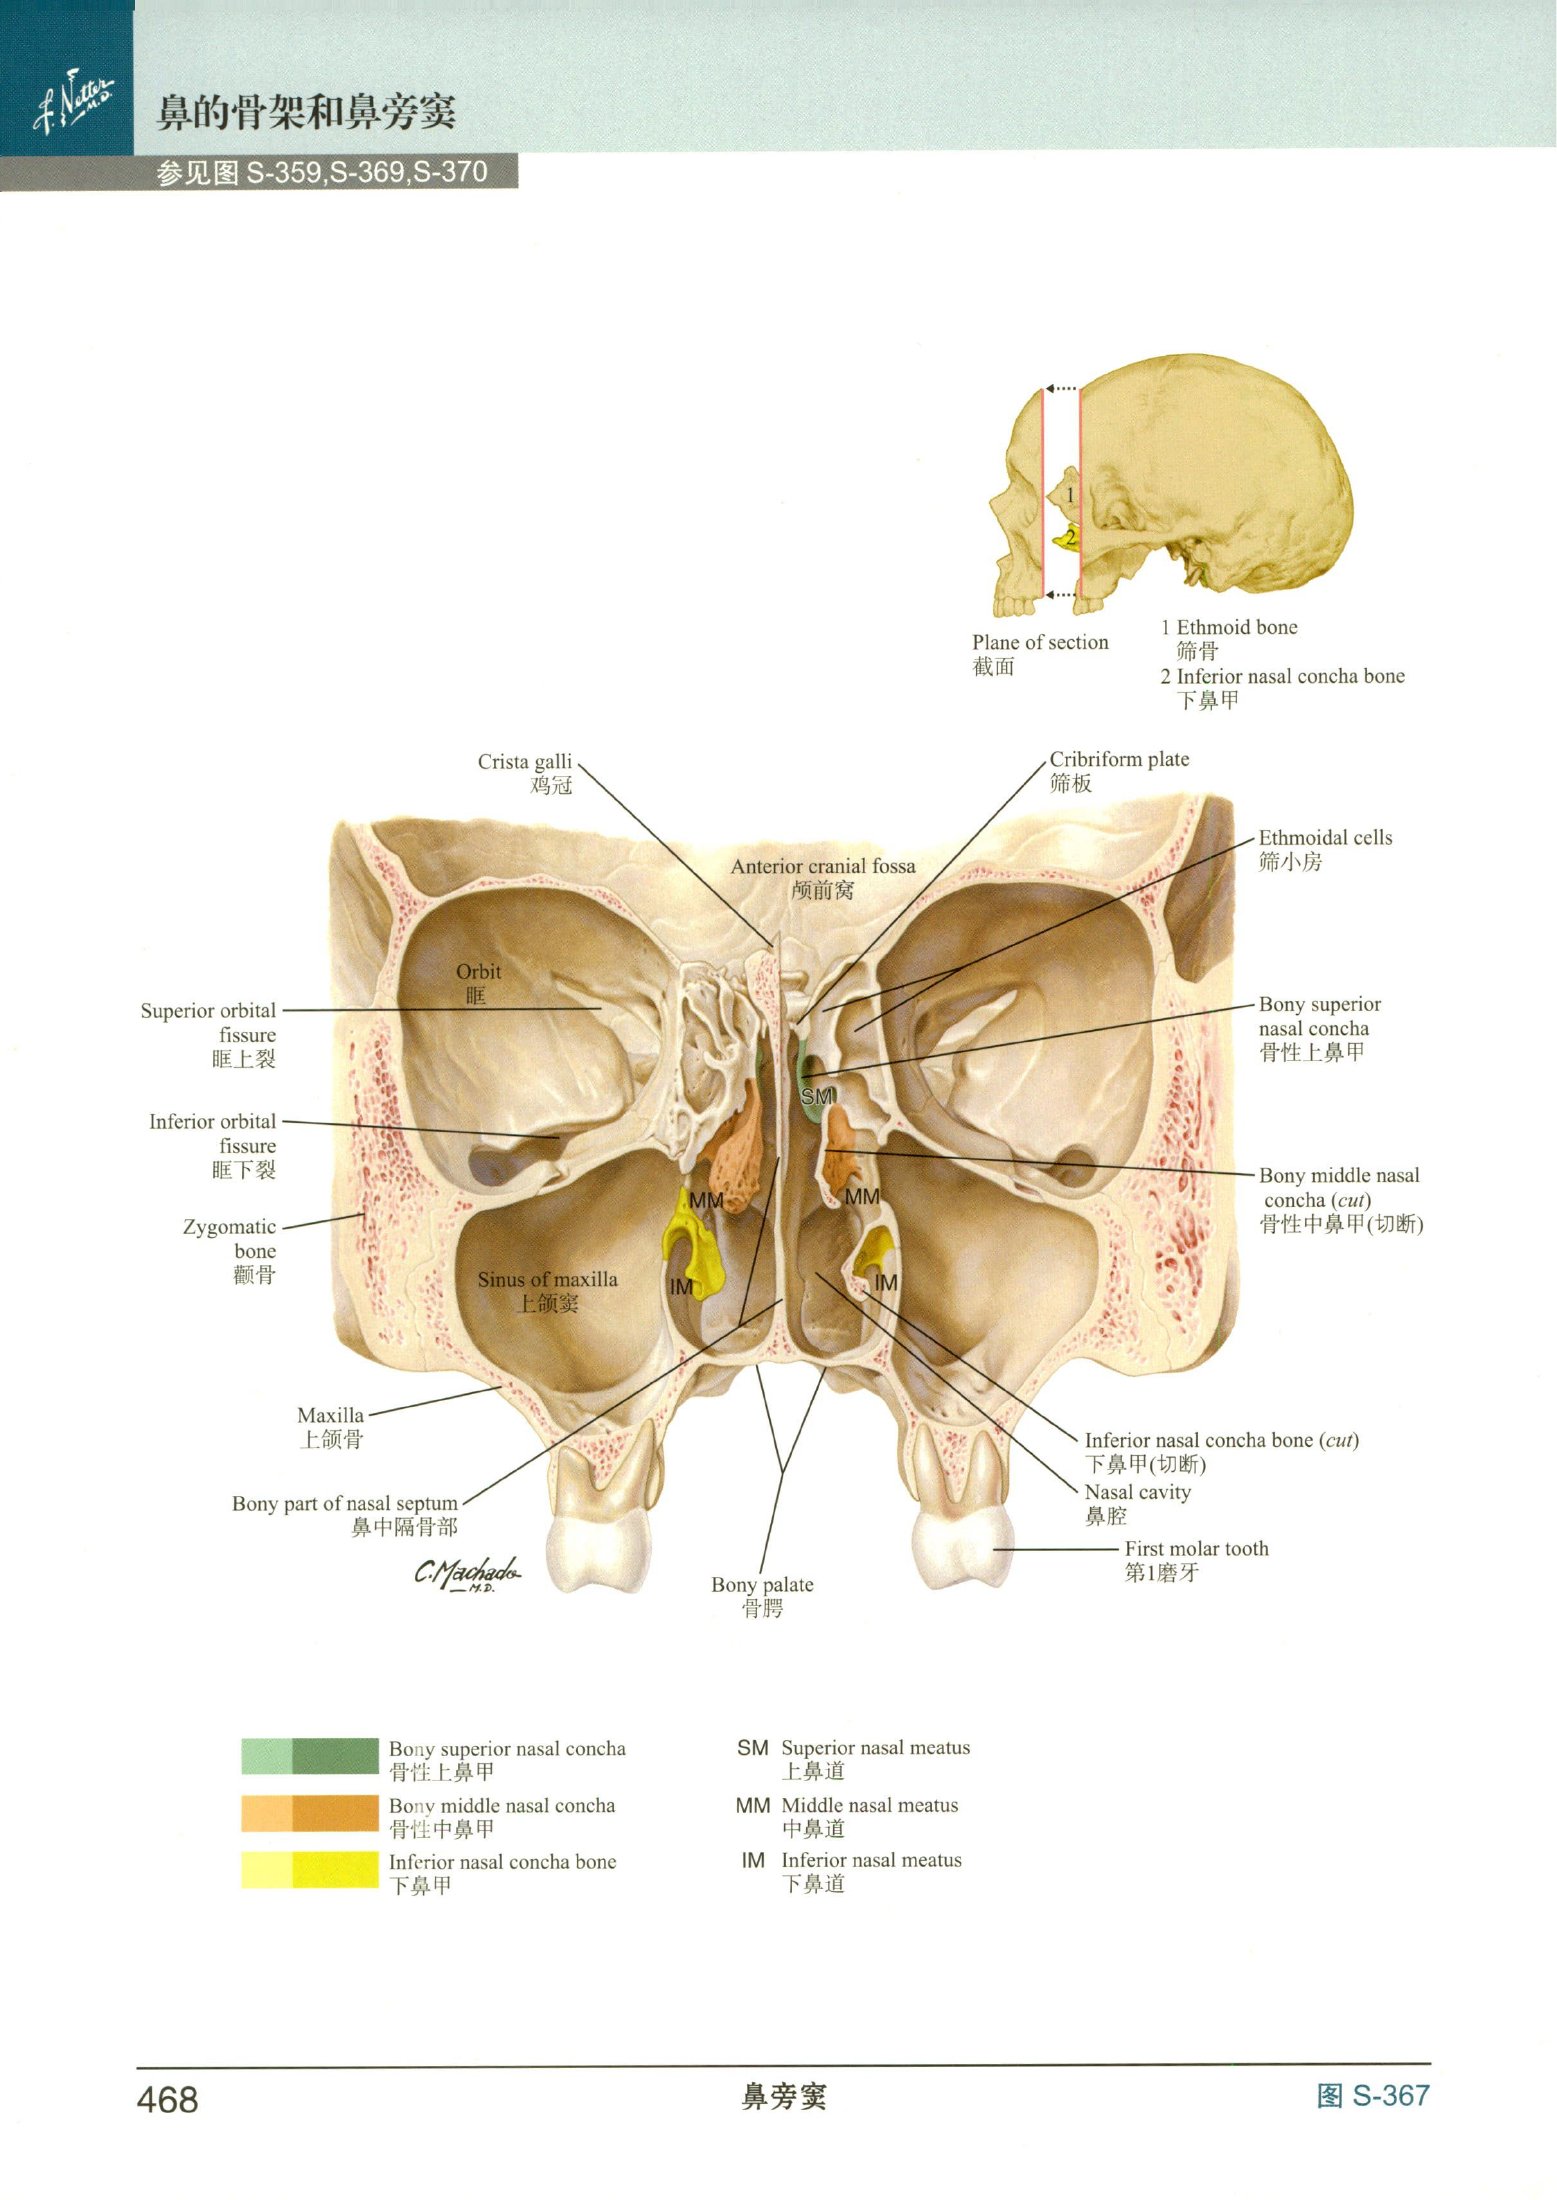 F. Netter
M.D.
鼻的骨架和鼻旁窦
参见图 S-359,S-369,S-370
1
2
Plane of section
截面
1 Ethmoid bone
筛骨
2 Inferior nasal concha bone
下鼻甲
Crista galli
鸡冠
Cribriform plate
筛板
Ethmoidal cells
筛小房
Anterior cranial fossa
颅前窝
Orbit
眶
Superior orbital
fissure
眶上裂
Bony superior
nasal concha
骨性上鼻甲
SM
Inferior orbital
fissure
眶下裂
Bony middle nasal
concha (cut)
骨性中鼻甲(切断)
MM
MM
Zygomatic
bone
颧骨
Sinus of maxilla
上颌窦
IM
IM
Maxilla
上颌骨
Inferior nasal concha bone (cut)
下鼻甲(切断)
Nasal cavity
鼻腔
Bony part of nasal septum
鼻中隔骨部
First molar tooth
第1磨牙
C.Machado
M.D.
Bony palate
骨腭
Bony superior nasal concha
骨性上鼻甲
Bony middle nasal concha
骨性中鼻甲
Inferior nasal concha bone
下鼻甲
SM Superior nasal meatus
上鼻道
MM Middle nasal meatus
中鼻道
IM Inferior nasal meatus
下鼻道
468
鼻旁窦
图 S-367